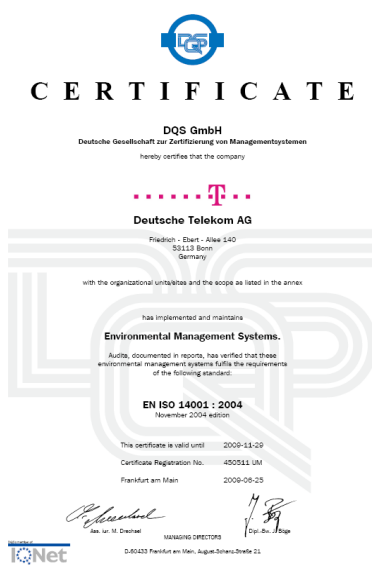 DQS
CERTIFICATE
DQS GmbH
Deutsche Gesellschaft zur Zertifizierung von Managementsystemen
hereby certifies that the company
T
Deutsche Telekom AG
Friedrich - Ebert - Allee 140
53113 Bonn
Germany
with the organizational units/sites and the scope as listed in the annex
has implemented and maintains
Environmental Management Systems.
Audits, documented in reports, has verified that these
environmental management systems fulfils the requirements
of the following standard:
EN ISO 14001 : 2004
November 2004 edition
This certificate is valid until 2009-11-29
Certificate Registration No. 450511 UM
Frankfurt am Main 2009-06-25
Ass. iur. M. Drechsel
MANAGING DIRECTORS
IQNet
D-60433 Frankfurt am Main, August-Schanz-Straße 21